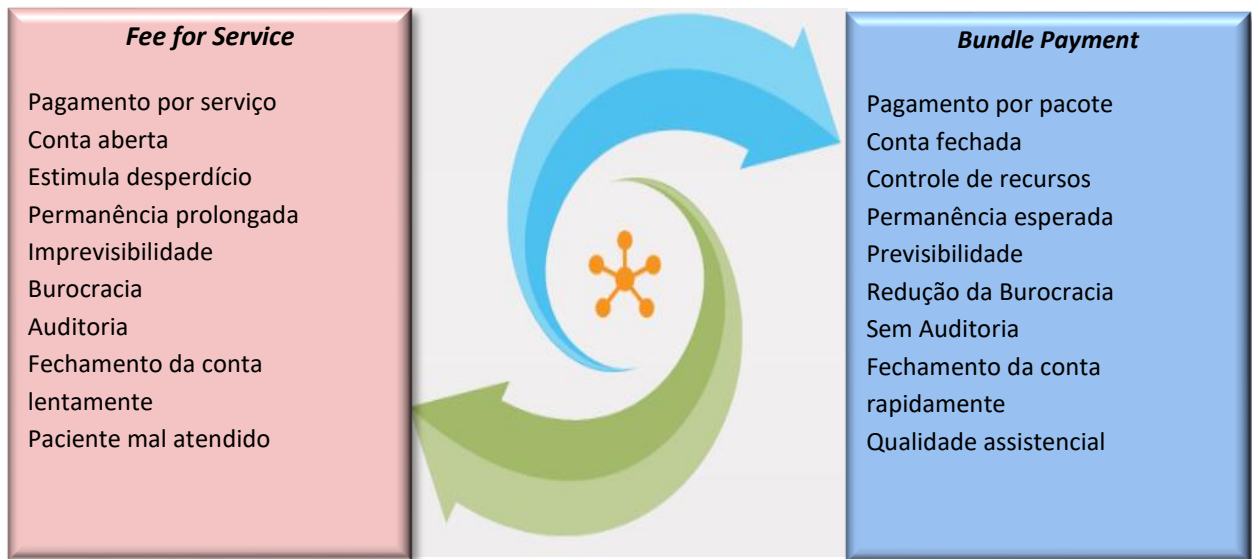 Fee for Service
Pagamento por serviço
Conta aberta
Estimula desperdício
Permanência prolongada
Imprevisibilidade
Burocracia
Auditoria
Fechamento da conta
lentamente
Paciente mal atendido
Bundle Payment
Pagamento por pacote
Conta fechada
Controle de recursos
Permanência esperada
Previsibilidade
Redução da Burocracia
Sem Auditoria
Fechamento da conta
rapidamente
Qualidade assistencial